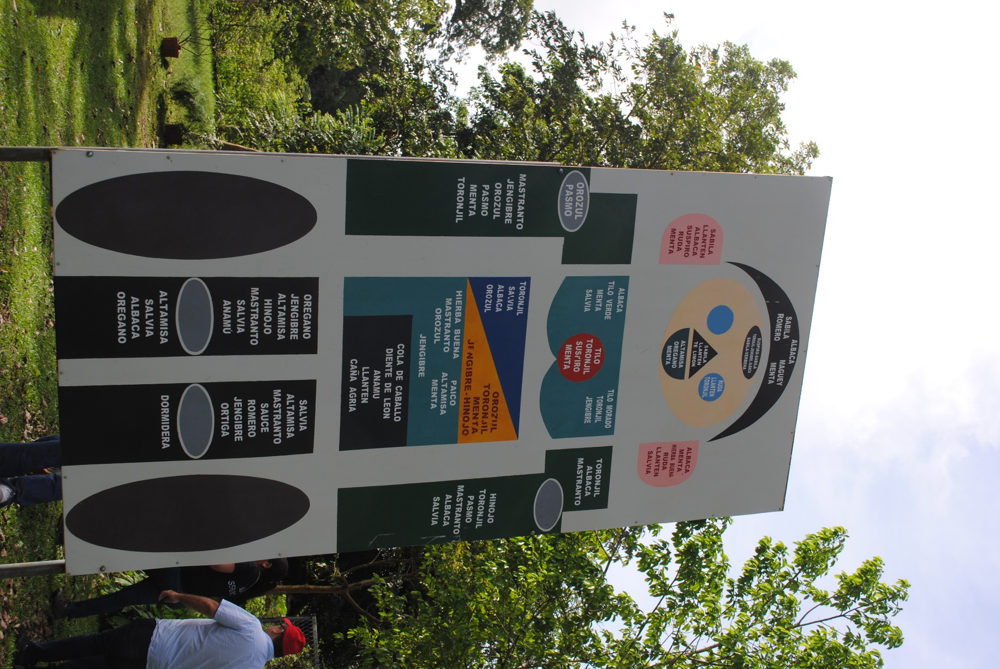 SABILA
ROMERO
ALBACA
MAGUEY
MENTA
SABILA
LLANTEN
ALBACA
SUSPIRO
RUDA
MENTA
SUSPIRO-SABILA
TORONJIL-JENGIBRE-ALBACA
SABILA-VERBENA
RUDA
LLANTEN
TORONJIL
SABILA
LLANTEN
TE LIMON
ALTAMISA
OREGANO
MENTA
ALBACA
MENTA
HIERBA BUENA
RUDA
LLANTEN
SALVIA
OROZUL
PASMO
MASTRANTO
JENGIBRE
OROZUL
PASMO
MENTA
TORONJIL
ALBACA
TILO VERDE
MENTA
SALVIA
TILO
TORONJIL
SUSPIRO
MENTA
TILO MORADO
TORONJIL
JENGIBRE
TORONJIL
ALBACA
MASTRANTO
HINOJO
TORONJIL
PASMO
MASTRANTO
ALBACA
SALVIA
TORONJIL
SALVIA
ALBACA
OROZUL
OROZUL
TORONJIL
MENTA
JENGIBRE-HINOJO
HIERBA BUENA
MASTRANTO
OROZUL
PAICO
ALTAMISA
MENTA
JENGIBRE
COLA DE CABALLO
DIENTE DE LEON
ANAMU
LLANTEN
CAÑA AGRIA
OREGANO
JENGIBRE
ALTAMISA
HINOJO
MASTRANTO
SALVIA
ANAMÚ
ALTAMISA
SALVIA
ALBACA
OREGANO
SALVIA
ALTAMISA
MASTRANTO
SAUCE
ROMERO
JENGIBRE
ORTIGA
DORMIDERA